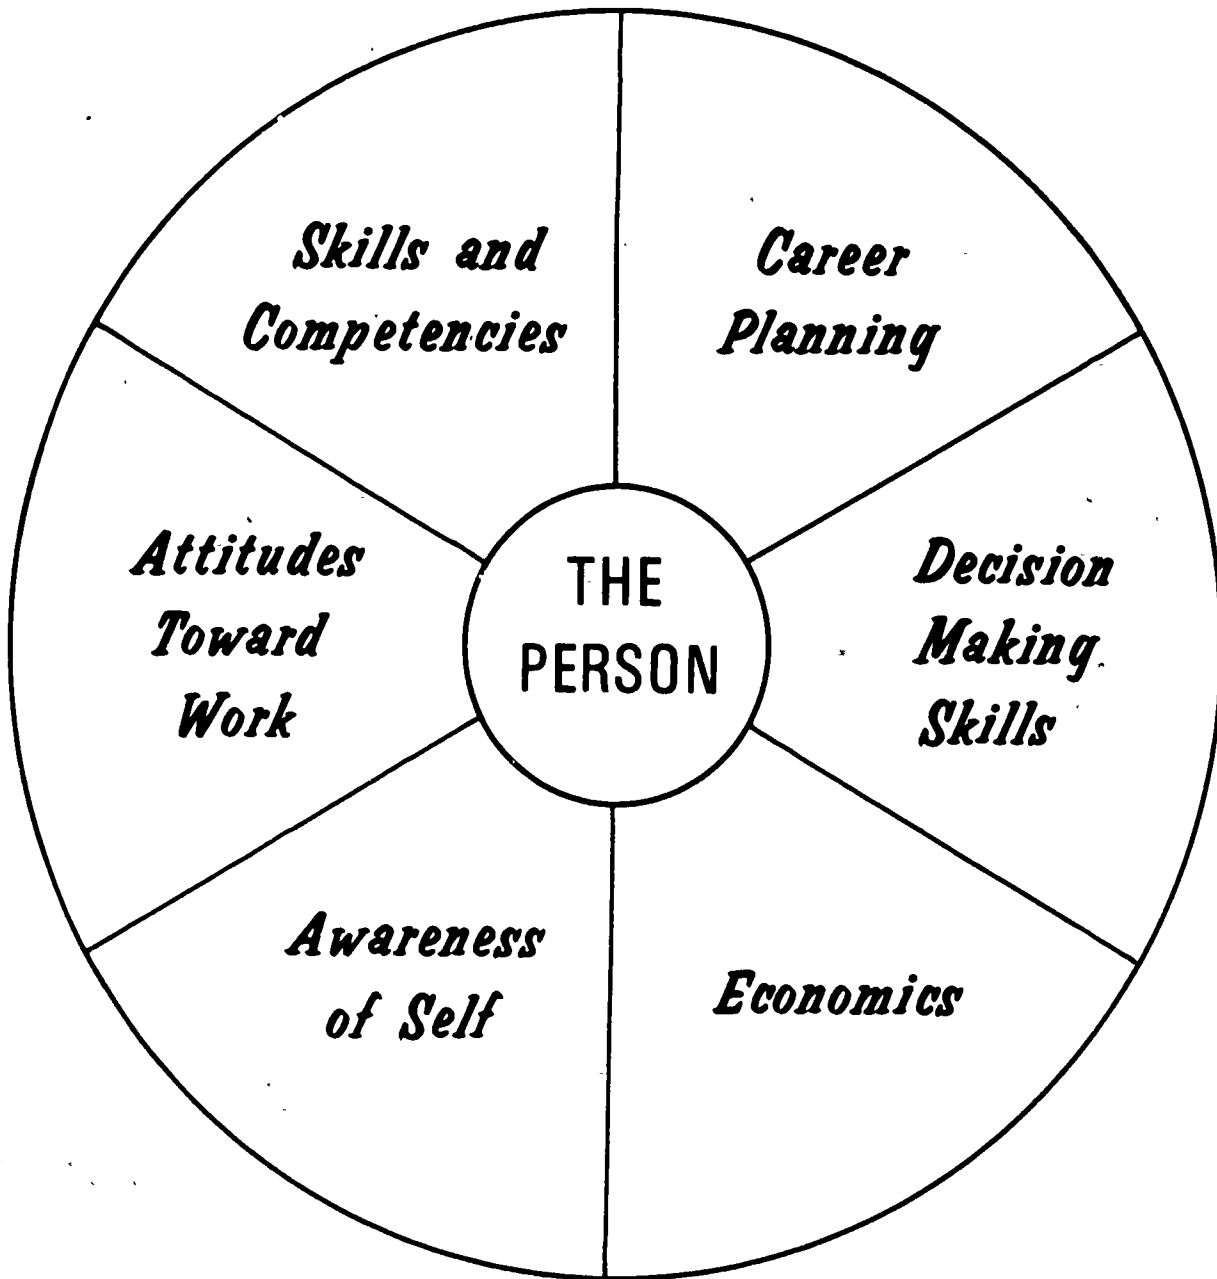 Skills and
Competencies
Career
Planning
Attitudes
Toward
Work
THE
PERSON
Decision
Making
Skills
Awareness
of Self
Economics